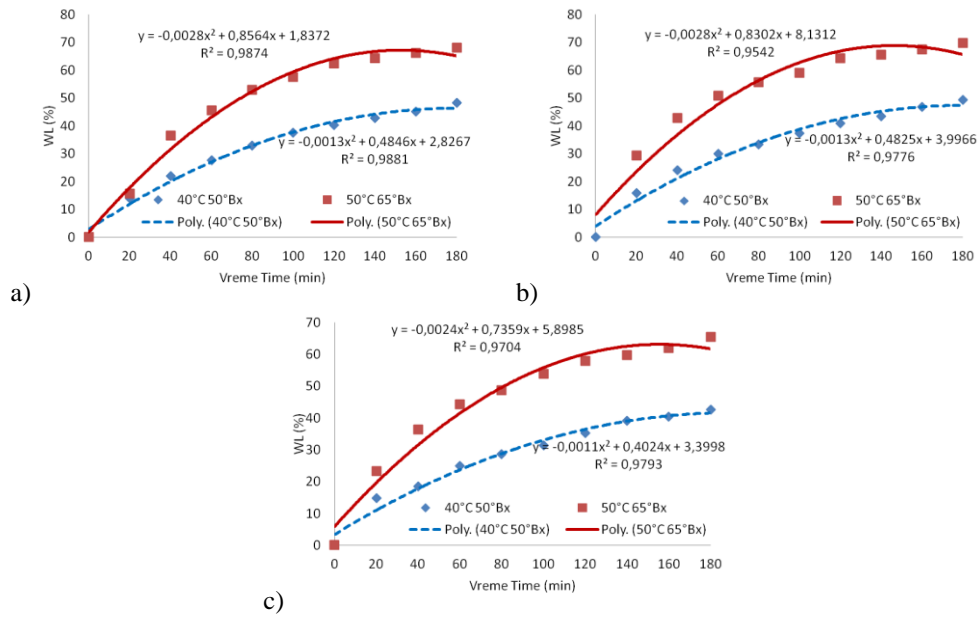 y = -0,0028x² + 0,8564x + 1,8372
R² = 0,9874
80
70
60
50
40
30
20
10
0
WL (%)
y = -0,0013x² + 0,4846x + 2,8267
R² = 0,9881
40°C 50°Bx
50°C 65°Bx
Poly. (40°C 50°Bx)
Poly. (50°C 65°Bx)
0 20 40 60 80 100 120 140 160 180
Vreme Time (min)
a)
y = -0,0028x² + 0,8302x + 8,1312
R² = 0,9542
80
70
60
50
40
30
20
10
0
WL (%)
y = -0,0013x² + 0,4825x + 3,9966
R² = 0,9776
40°C 50°Bx
50°C 65°Bx
Poly. (40°C 50°Bx)
Poly. (50°C 65°Bx)
0 20 40 60 80 100 120 140 160 180
Vreme Time (min)
b)
y = -0,0024x² + 0,7359x + 5,8985
R² = 0,9704
70
60
50
40
30
20
10
0
WL (%)
y = -0,0011x² + 0,4024x + 3,3998
R² = 0,9793
40°C 50°Bx
50°C 65°Bx
Poly. (40°C 50°Bx)
Poly. (50°C 65°Bx)
0 20 40 60 80 100 120 140 160 180
Vreme Time (min)
c)